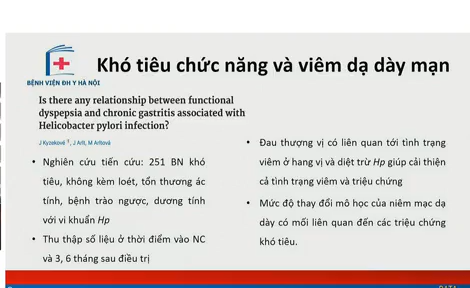 Khó tiêu chức năng và viêm dạ dày mạn
BỆNH VIỆN ĐH Y HÀ NỘI
Is there any relationship between functional
dyspepsia and chronic gastritis associated with
Helicobacter pylori infection?
J Kyzekove 1, J Arlt, M Arltová
• Nghiên cứu tiến cứu: 251 BN khó
tiêu, không kèm loét, tổn thương ác
tính, bệnh trào ngược, dương tính
với vi khuẩn Hp
• Thu thập số liệu ở thời điểm vào NC
và 3, 6 tháng sau điều trị
• Đau thượng vị có liên quan tới tình trạng
viêm ở hang vị và diệt trừ Hp giúp cải thiện
cả tình trạng viêm và triệu chứng
• Mức độ thay đổi mô học của niêm mạc dạ
dày có mối liên quan đến các triệu chứng
khó tiêu.